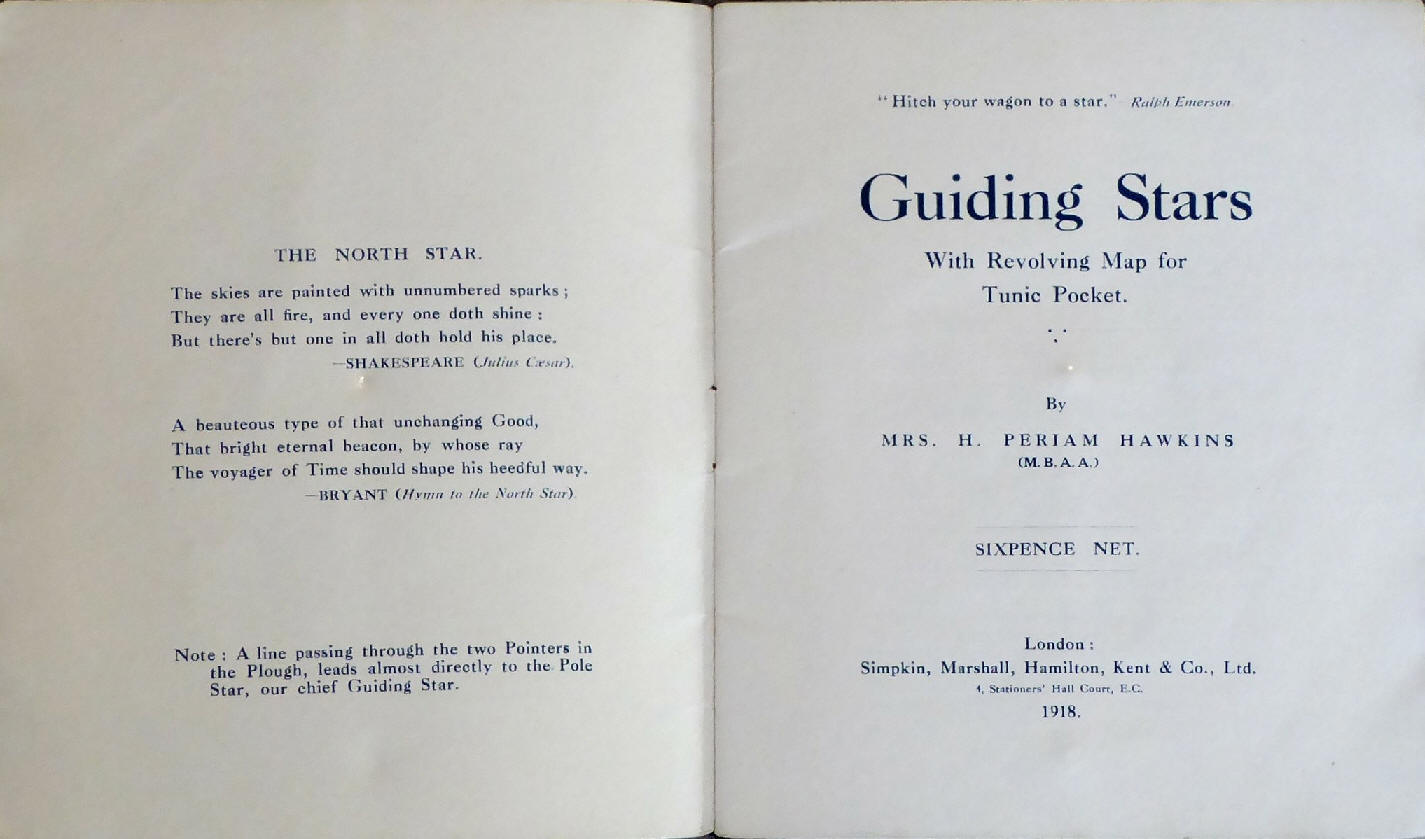 THE NORTH STAR.
The skies are painted with unnumbered sparks ;
They are all fire, and every one doth shine :
But there's but one in all doth hold his place.
—SHAKESPEARE (Julius Cæsar).
A beauteous type of that unchanging Good,
That bright eternal beacon, by whose ray
The voyager of Time should shape his heedful way.
—BRYANT (Hymn to the North Star).
Note : A line passing through the two Pointers in
the Plough, leads almost directly to the Pole
Star, our chief Guiding Star.
"Hitch your wagon to a star." Ralph Emerson.
Guiding Stars
With Revolving Map for
Tunic Pocket.
By
MRS. H. PERIAM HAWKINS
(M.B.A.A.)
SIXPENCE NET.
London :
Simpkin, Marshall, Hamilton, Kent & Co., Ltd.
4, Stationers' Hall Court, E.C.
1918.